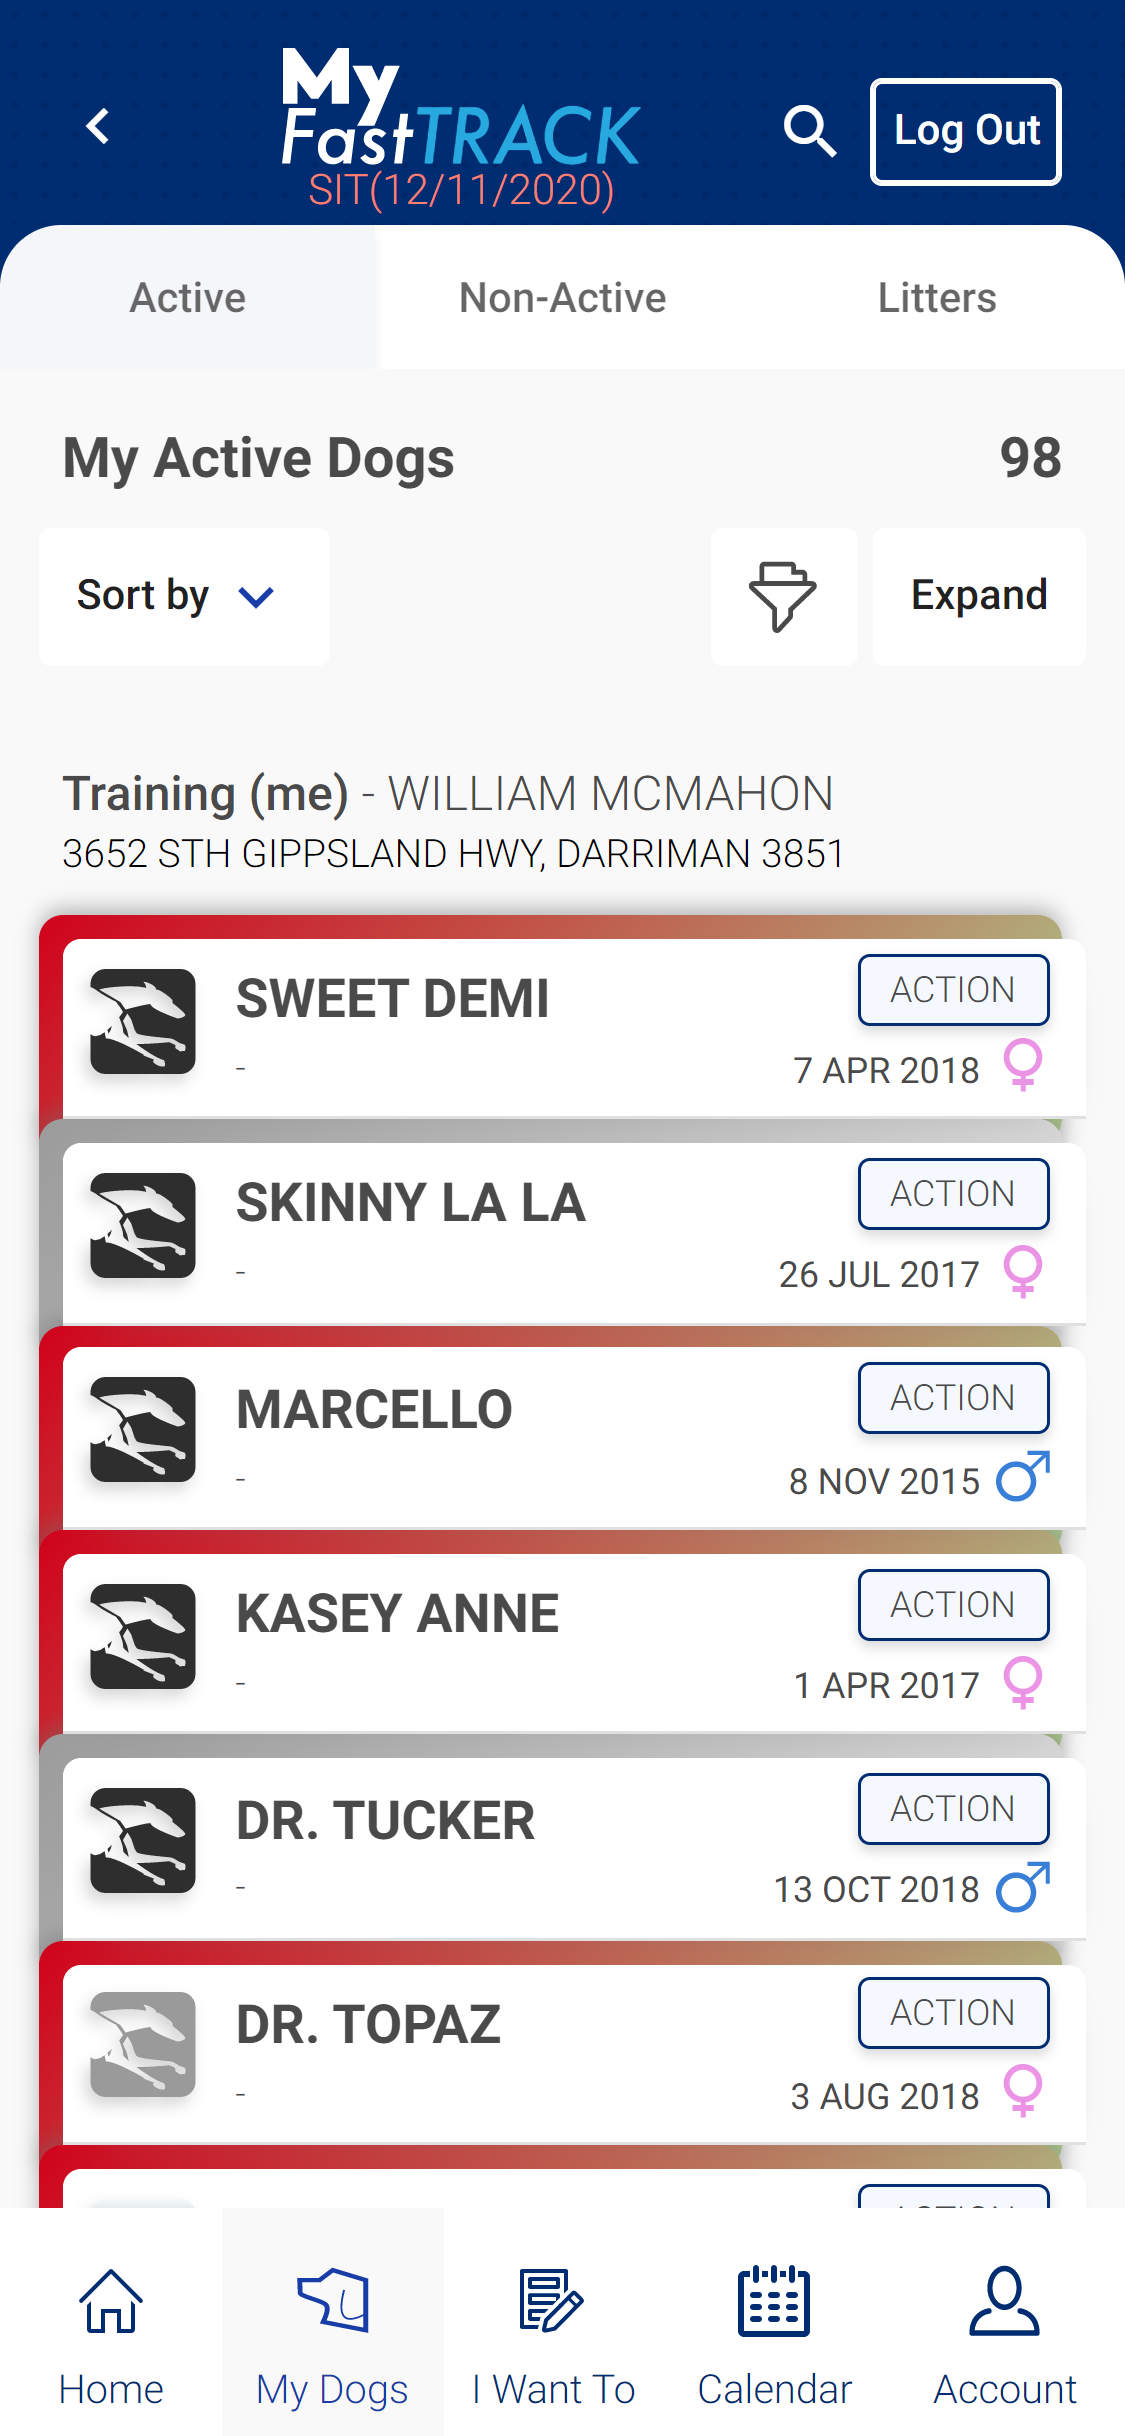 My
FastTRACK
SIT(12/11/2020)
Log Out
Active
Non-Active
Litters
My Active Dogs
98
Sort by
Expand
Training (me) - WILLIAM MCMAHON
3652 STH GIPPSLAND HWY, DARRIMAN 3851
SWEET DEMI
ACTION
-
7 APR 2018
SKINNY LA LA
ACTION
-
26 JUL 2017
MARCELLO
ACTION
-
8 NOV 2015
KASEY ANNE
ACTION
-
1 APR 2017
DR. TUCKER
ACTION
-
13 OCT 2018
DR. TOPAZ
ACTION
-
3 AUG 2018
Home
My Dogs
I Want To
Calendar
Account